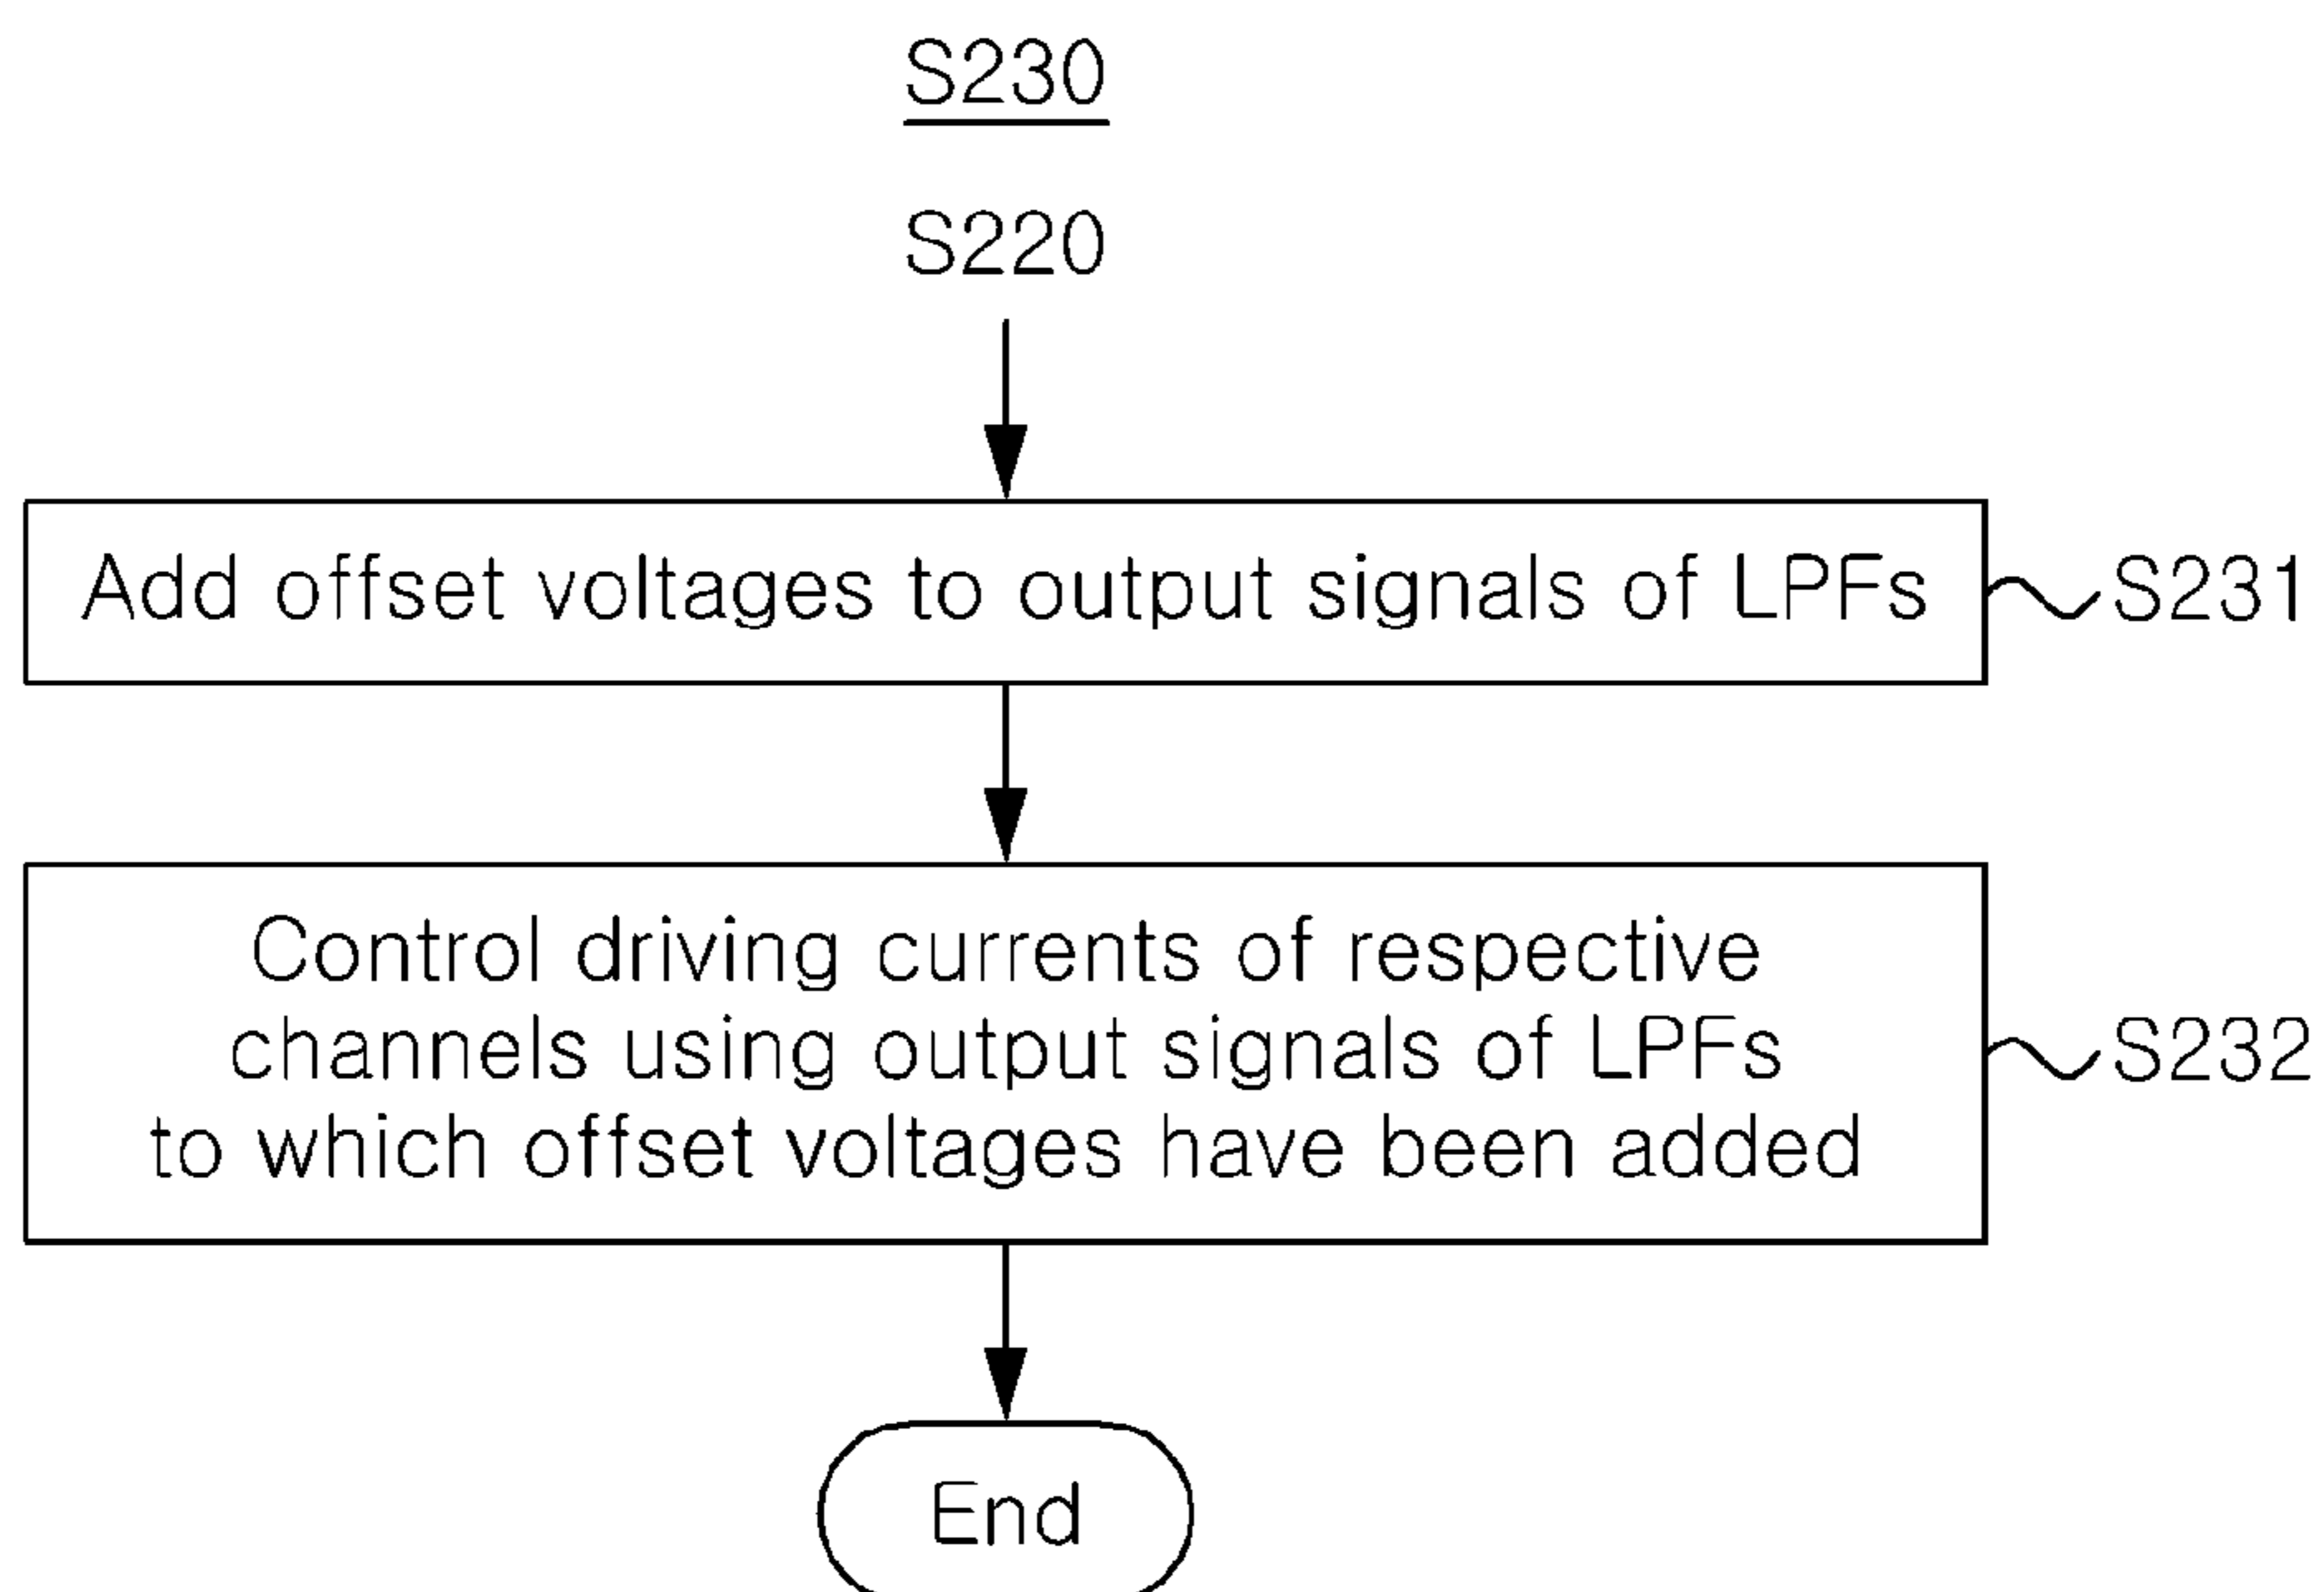 S230
S220
Add offset voltages to output signals of LPFs
S231
Control driving currents of respective
channels using output signals of LPFs
to which offset voltages have been added
S232
End